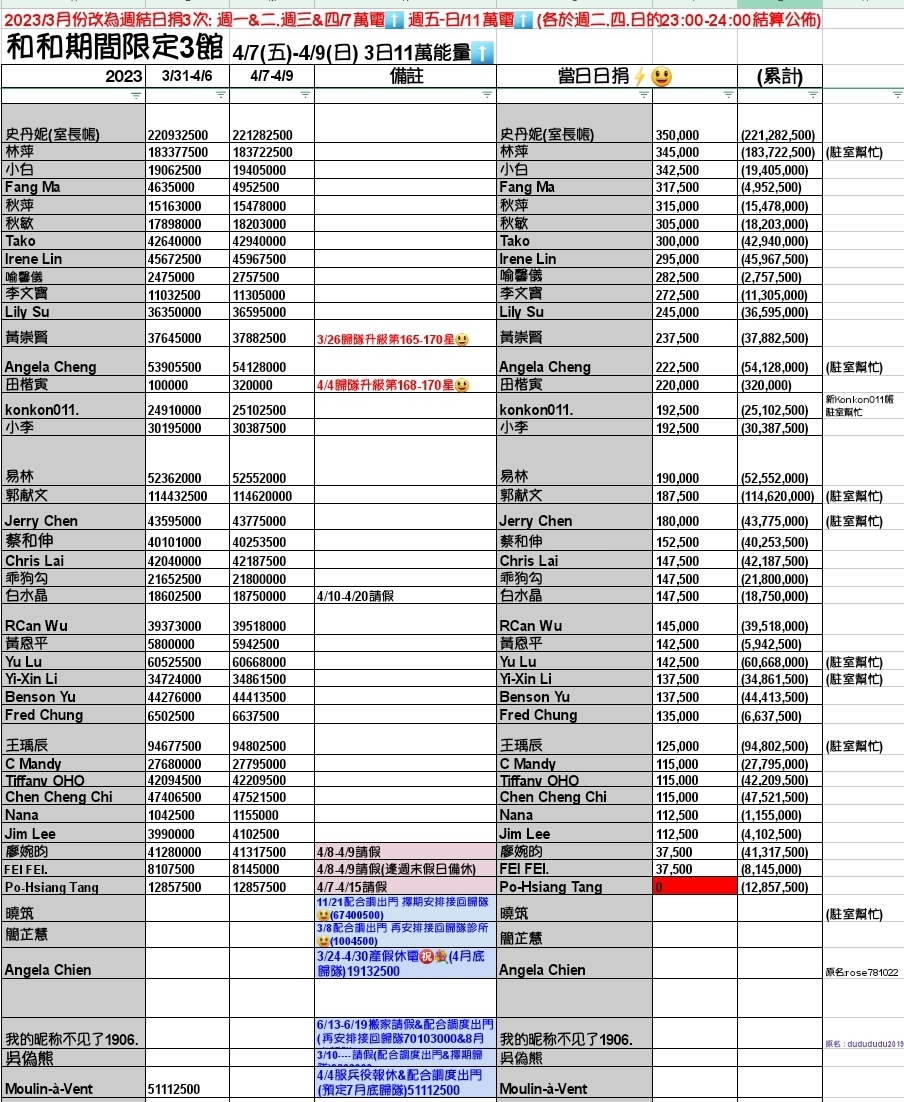 2023/3月份改為週結日捐3次: 週一&二.週三&四/7萬電⬆️ 週五-日/11萬電⬆️ (各於週二.四.日的23:00-24:00結算公佈)
和和期間限定3館 4/7(五)-4/9(日) 3日11萬能量⬆️
2023 3/31-4/6 4/7-4/9 備註 當日日捐⚡😃 (累計)
史丹妮(室長帳) 220932500 221282500 史丹妮(室長帳) 350,000 (221,282,500)
林萍 183377500 183722500 林萍 345,000 (183,722,500) (駐室幫忙)
小白 19062500 19405000 小白 342,500 (19,405,000)
Fang Ma 4635000 4952500 Fang Ma 317,500 (4,952,500)
秋萍 15163000 15478000 秋萍 315,000 (15,478,000)
秋敏 17898000 18203000 秋敏 305,000 (18,203,000)
Tako 42640000 42940000 Tako 300,000 (42,940,000)
Irene Lin 45672500 45967500 Irene Lin 295,000 (45,967,500)
喻馨儀 2475000 2757500 喻馨儀 282,500 (2,757,500)
李文寶 11032500 11305000 李文寶 272,500 (11,305,000)
Lily Su 36350000 36595000 Lily Su 245,000 (36,595,000)
黃崇賢 37645000 37882500 3/26歸隊升級第165-170星😃 黃崇賢 237,500 (37,882,500)
Angela Cheng 53905500 54128000 Angela Cheng 222,500 (54,128,000) (駐室幫忙)
田楷寅 100000 320000 4/4歸隊升級第168-170星😃 田楷寅 220,000 (320,000)
新Konkon011帳
konkon011. 24910000 25102500 konkon011. 192,500 (25,102,500) 駐室幫忙
小李 30195000 30387500 小李 192,500 (30,387,500)
易林 52362000 52552000 易林 190,000 (52,552,000)
郭献文 114432500 114620000 郭献文 187,500 (114,620,000) (駐室幫忙)
Jerry Chen 43595000 43775000 Jerry Chen 180,000 (43,775,000) (駐室幫忙)
蔡和伸 40101000 40253500 蔡和伸 152,500 (40,253,500)
Chris Lai 42040000 42187500 Chris Lai 147,500 (42,187,500)
乖狗勾 21652500 21800000 乖狗勾 147,500 (21,800,000)
白水晶 18602500 18750000 4/10-4/20請假 白水晶 147,500 (18,750,000)
RCan Wu 39373000 39518000 RCan Wu 145,000 (39,518,000)
黃恩平 5800000 5942500 黃恩平 142,500 (5,942,500)
Yu Lu 60525500 60668000 Yu Lu 142,500 (60,668,000) (駐室幫忙)
Yi-Xin Li 34724000 34861500 Yi-Xin Li 137,500 (34,861,500) (駐室幫忙)
Benson Yu 44276000 44413500 Benson Yu 137,500 (44,413,500)
Fred Chung 6502500 6637500 Fred Chung 135,000 (6,637,500)
王瑀辰 94677500 94802500 王瑀辰 125,000 (94,802,500) (駐室幫忙)
C Mandy 27680000 27795000 C Mandy 115,000 (27,795,000)
Tiffany OHO 42094500 42209500 Tiffany OHO 115,000 (42,209,500)
Chen Cheng Chi 47406500 47521500 Chen Cheng Chi 115,000 (47,521,500)
Nana 1042500 1155000 Nana 112,500 (1,155,000)
Jim Lee 3990000 4102500 Jim Lee 112,500 (4,102,500)
廖婉昀 41280000 41317500 4/8-4/9請假 廖婉昀 37,500 (41,317,500)
FEI FEI. 8107500 8145000 4/8-4/9請假(逢週末假日備休) FEI FEI. 37,500 (8,145,000)
Po-Hsiang Tang 12857500 12857500 4/7-4/15請假 Po-Hsiang Tang 0 (12,857,500)
11/21配合調出門 擇期安排接回歸隊
曉筑 😃(67400500) 曉筑 (駐室幫忙)
3/8配合調出門 再安排接回歸隊診所
簡芷慧 😃(1004500) 簡芷慧
3/24-4/30產假休電㊗️💐(4月底
Angela Chien 歸隊)19132500 Angela Chien 原名rose781022
6/13-6/19搬家請假&配合調度出門
我的昵称不见了1906. (再安排接回歸隊70103000&8月 我的昵称不见了1906. 原名 : dudududu2019
吳偽熊 3/10---- 請假(配合調度出門&擇期歸 吳偽熊
4/4服兵役報休&配合調度出門
Moulin-à-Vent 51112500 (預定7月底歸隊)51112500 Moulin-à-Vent